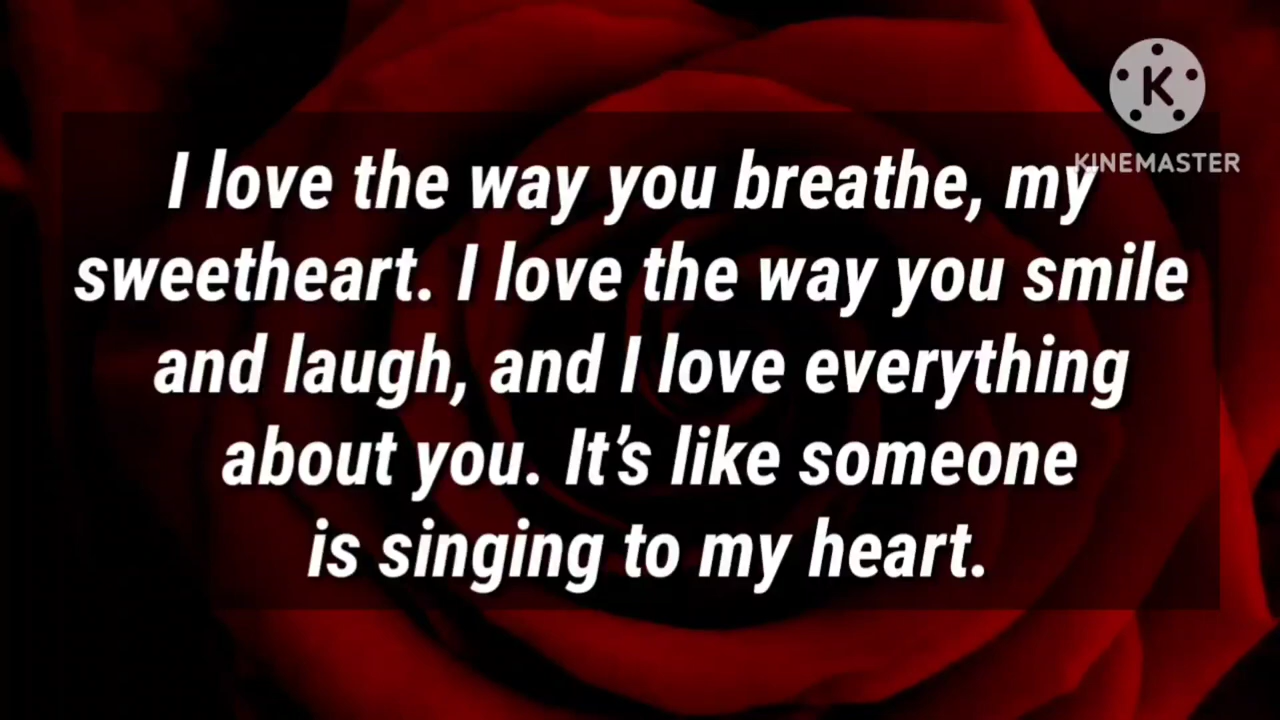 K
KINEMASTER
I love the way you breathe, my
sweetheart. I love the way you smile
and laugh, and I love everything
about you. It’s like someone
is singing to my heart.